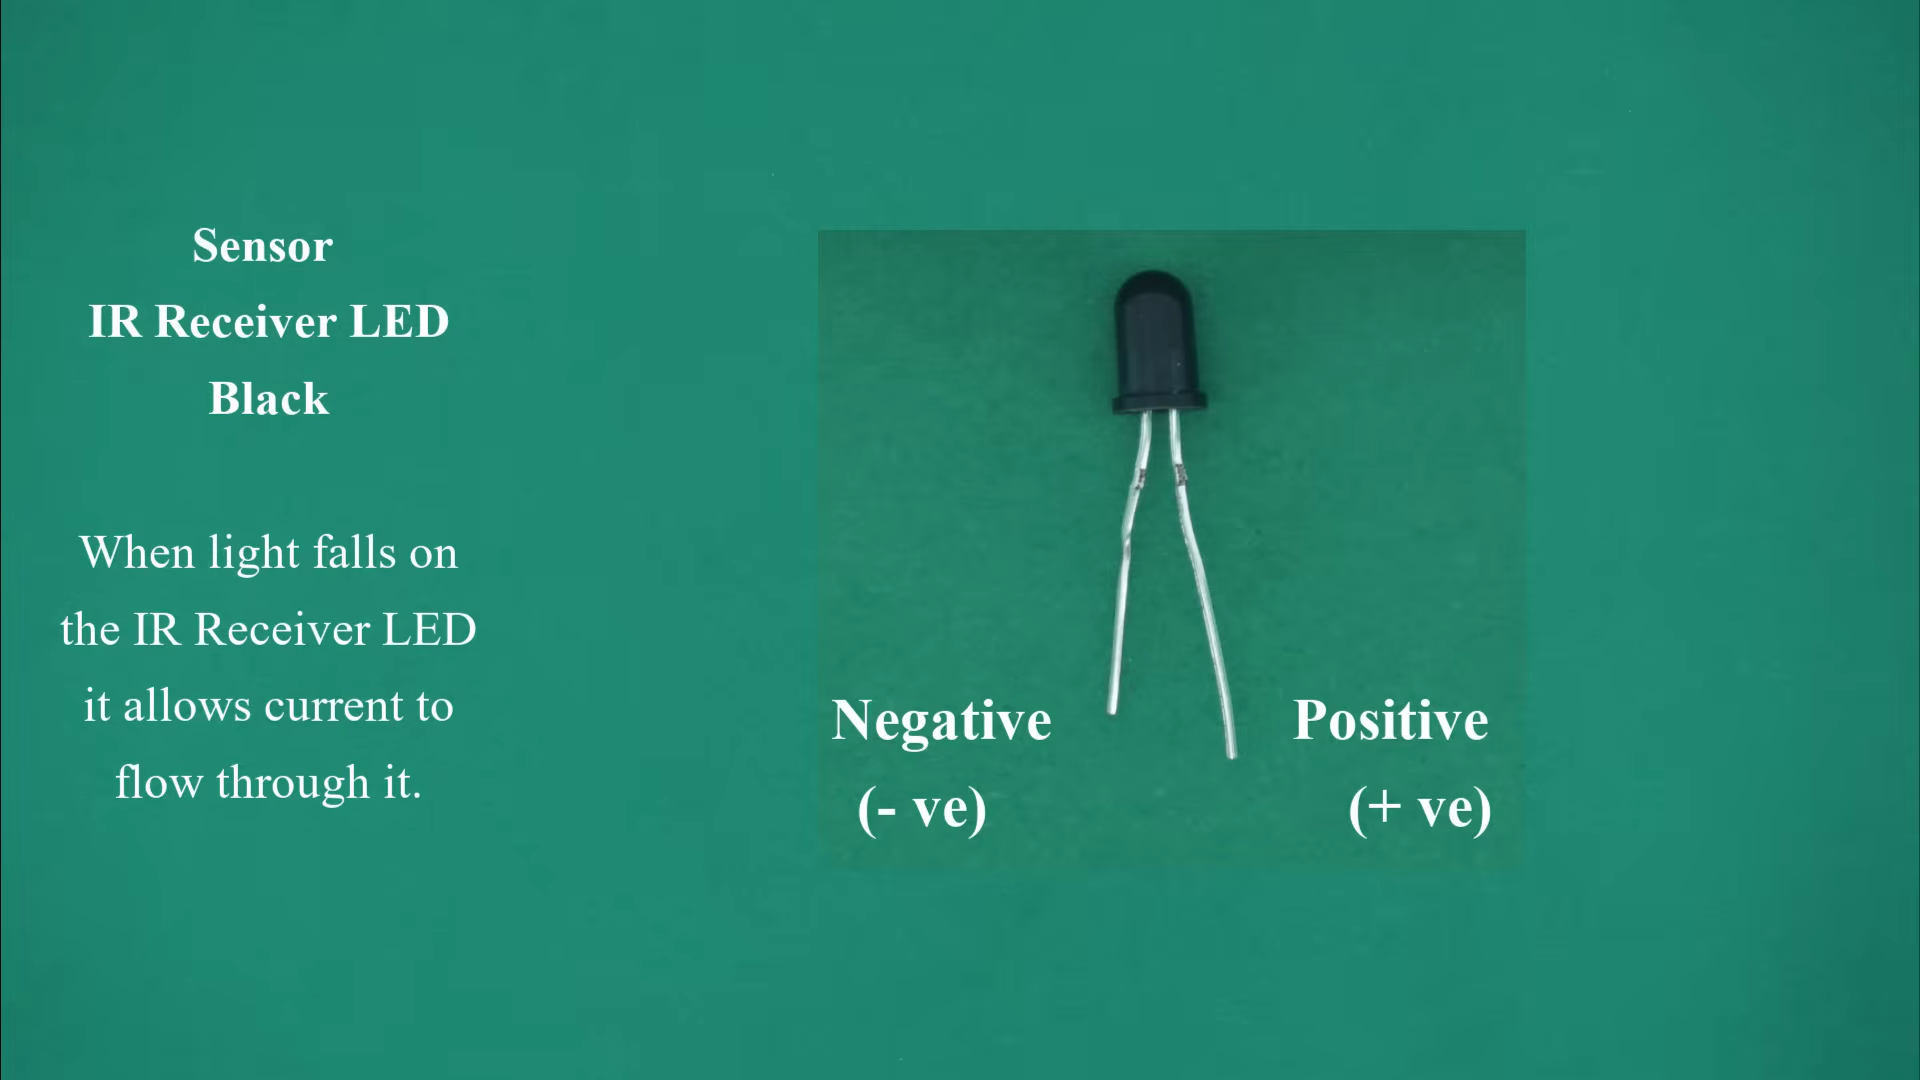 Sensor
IR Receiver LED
Black
When light falls on
the IR Receiver LED
it allows current to
flow through it.
Negative
Positive
(- ve)
(+ ve)